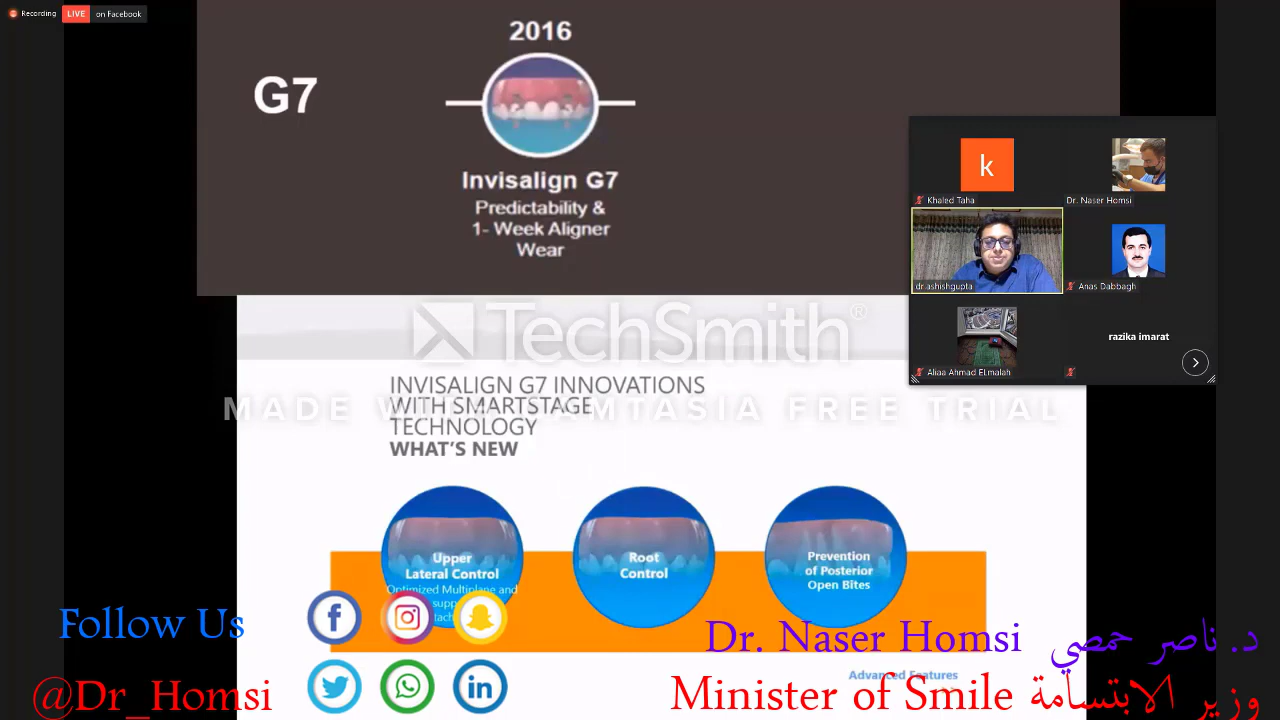 Recording
LIVE on Facebook
2016
G7
Invisalign G7
Predictability &
1- Week Aligner
Wear
k
Khaled Taha
Dr. Naser Homsi
dr.ashishgupta
Anas Dabbagh
razika imarat
Aliaa Ahmad ELmalah
TechSmith®
MADE FREE TRIAL
INVISALIGN G7 INNOVATIONS
WITH SMARTSTAGE
TECHNOLOGY
WHAT'S NEW
Upper
Lateral Control
Optimized Multiplane and
Root
Control
Prevention
of Posterior
Open Bites
Advanced Features
Follow Us
@Dr_Homsi
Dr. Naser Homsi د. ناصر حمصي
Minister of Smile وزير الابتسامة